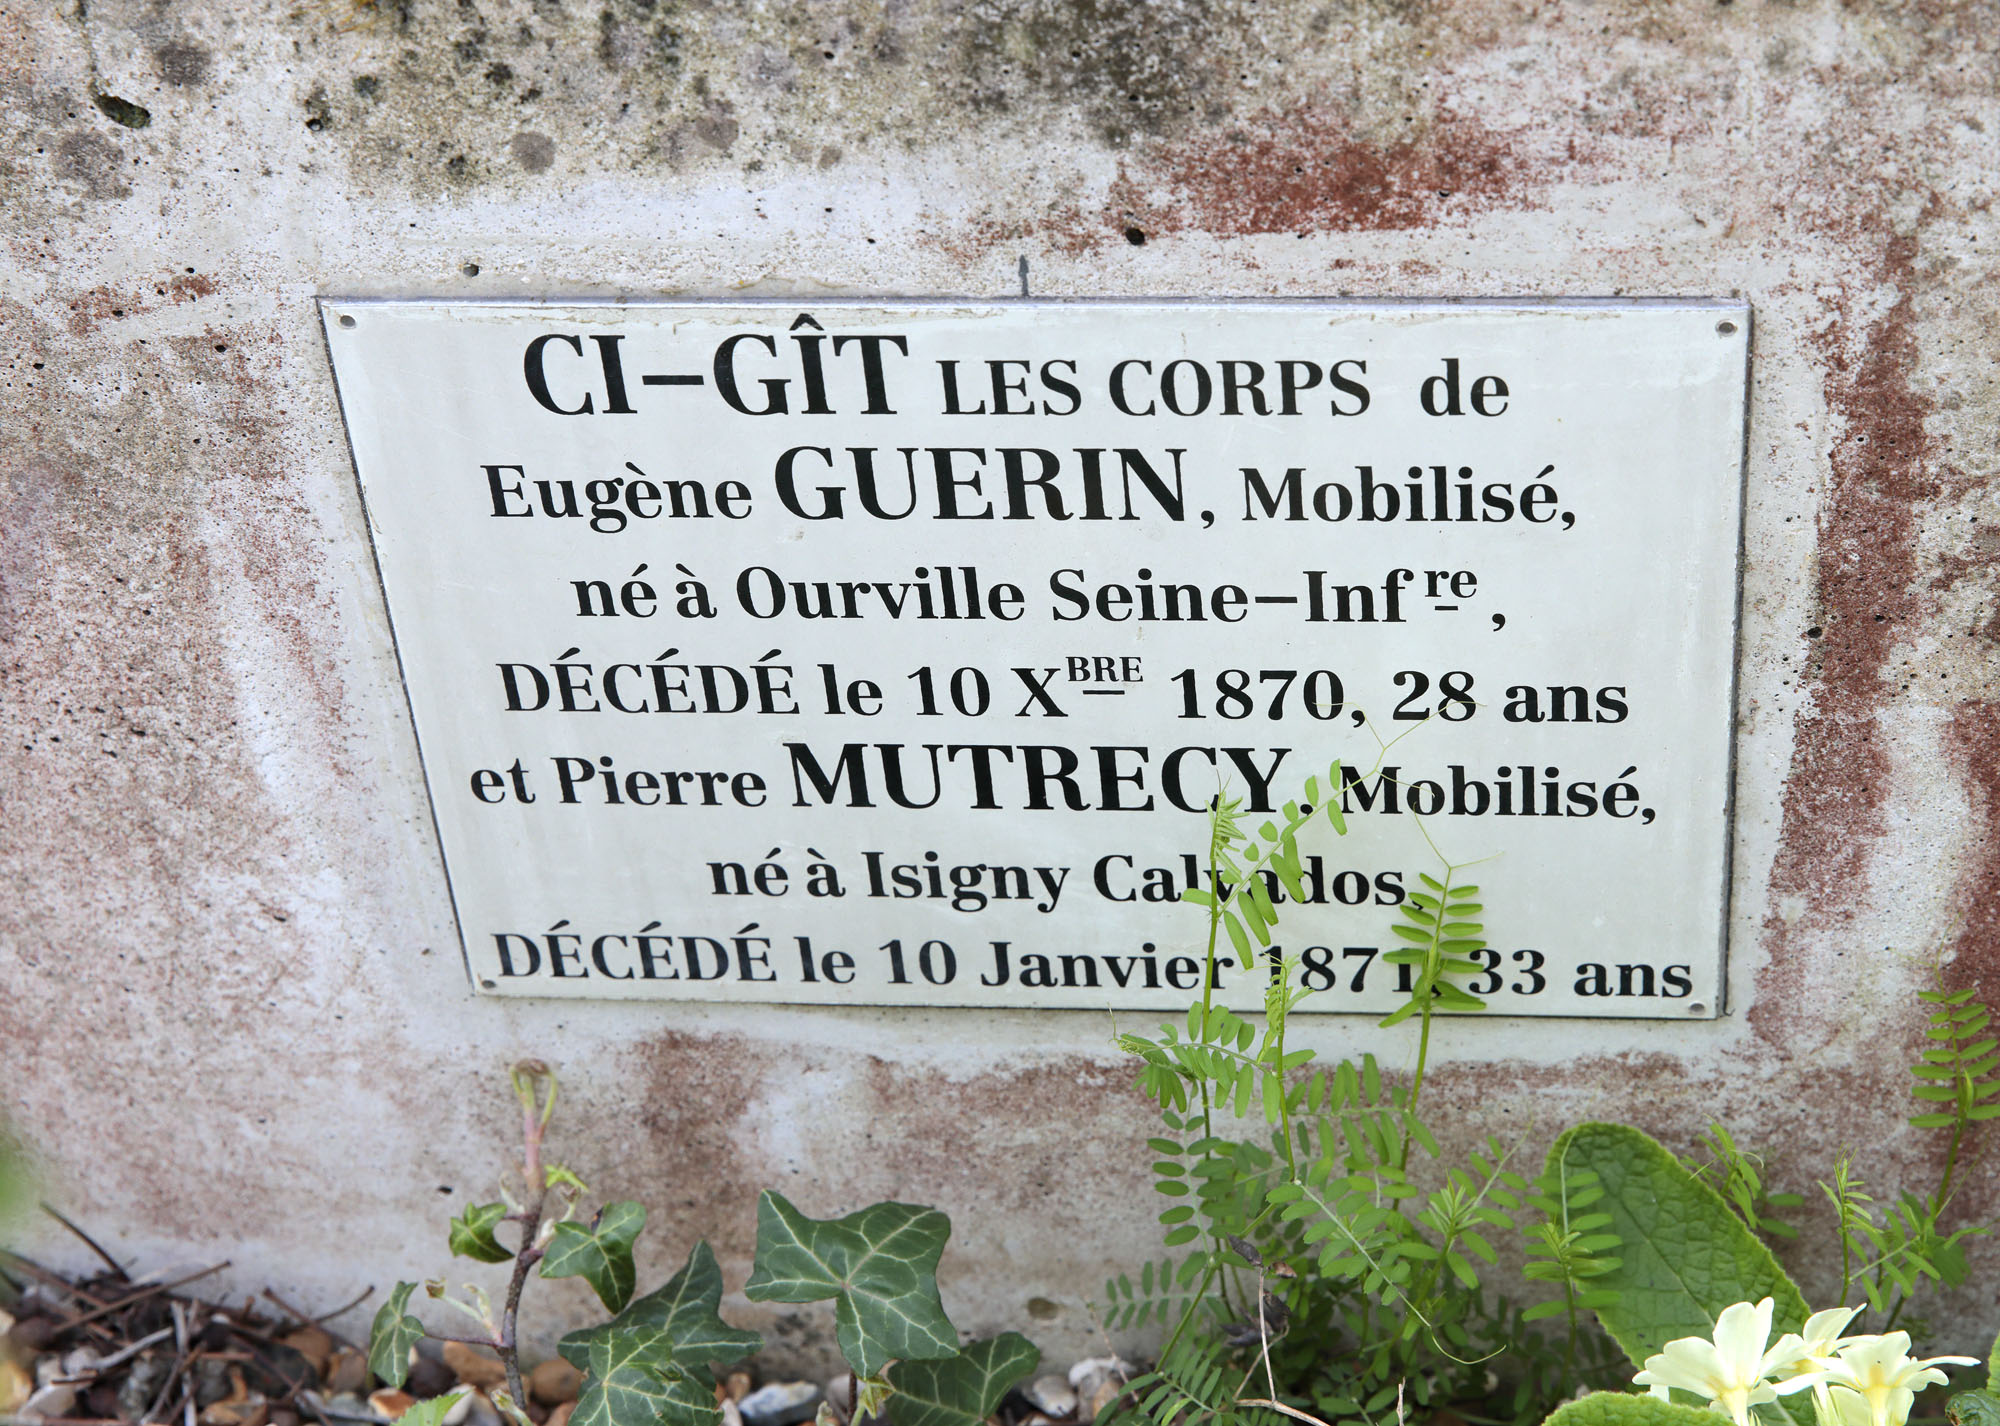 CI-GÎT LES CORPS de
Eugène GUERIN, Mobilisé,
né à Ourville Seine-Infre,
DÉCÉDÉ le 10 XBRE 1870, 28 ans
et Pierre MUTRECY, Mobilisé,
né à Isigny Calvados,
DÉCÉDÉ le 10 Janvier 1871, 33 ans